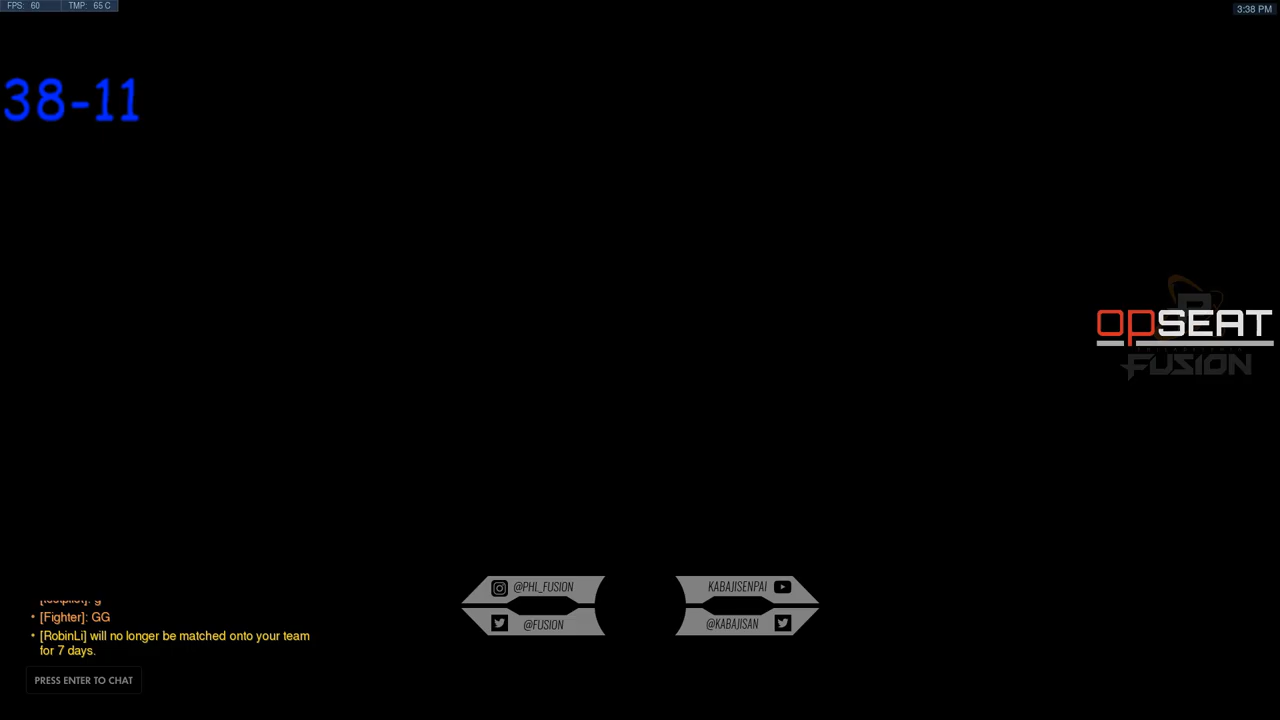 FPS: 60 TMP: 65 C
3:38 PM
38-11
OPSEAT
FUSION
@PHI_FUSION
KABAJISENPAI
@FUSION
@KABAJISAN
• [Fighter]: GG
• [RobinLi] will no longer be matched onto your team
for 7 days.
PRESS ENTER TO CHAT